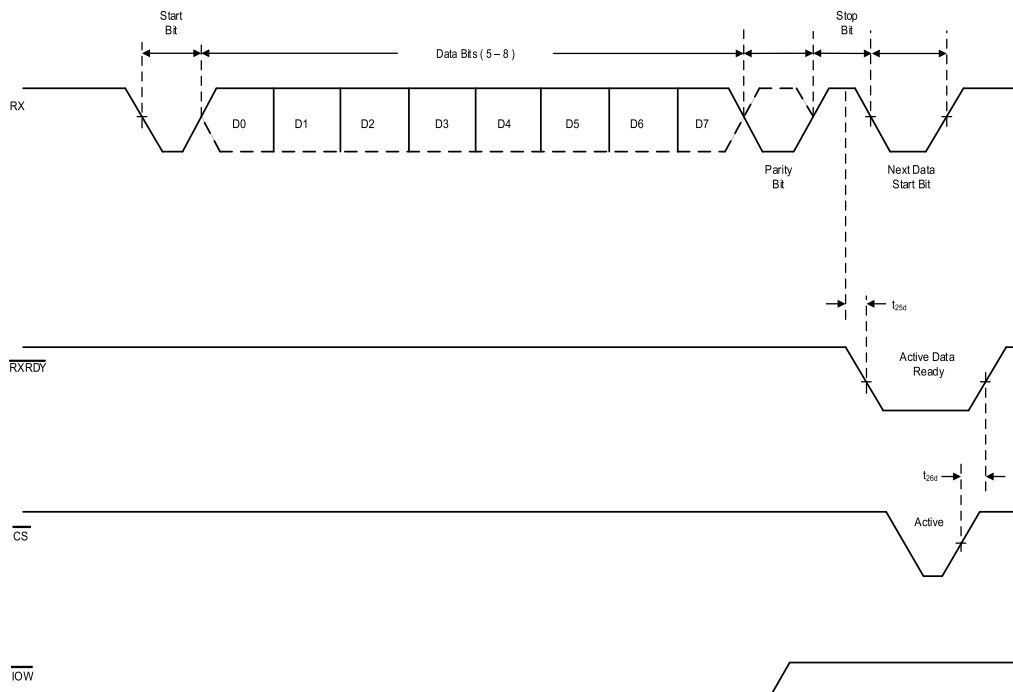 Start
Bit
Stop
Bit
Data Bits ( 5 – 8 )
RX
D0
D1
D2
D3
D4
D5
D6
D7
Parity
Bit
Next Data
Start Bit
t25d
RXRDY
Active Data
Ready
t26d
CS
Active
IOW